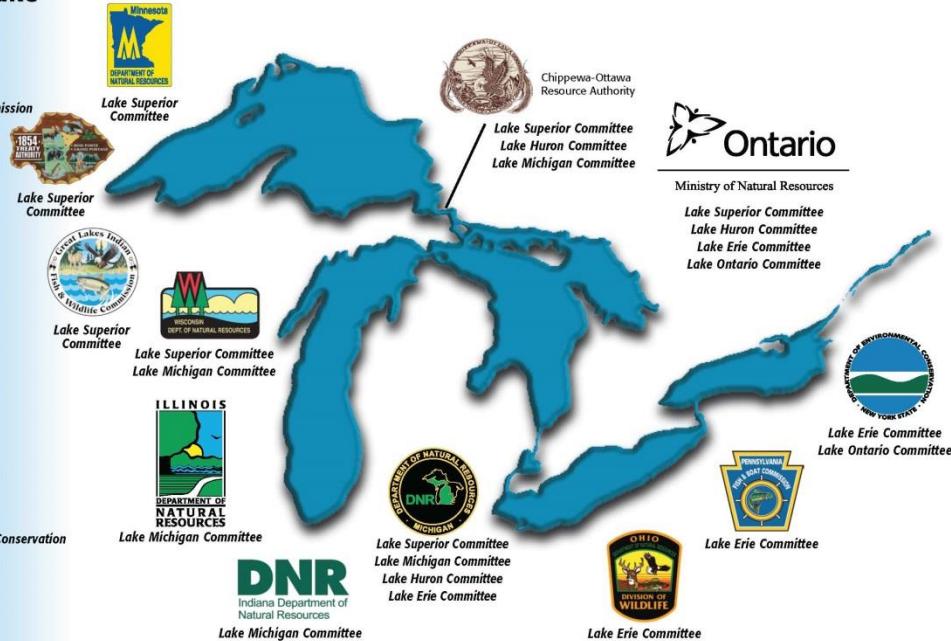 Minnesota
DEPARTMENT OF
NATURAL RESOURCES
Lake Superior
Committee
1854
TREATY
AUTHORITY
Lake Superior
Committee
Great Lakes Indian
Fish & Wildlife Commission
Lake Superior
Committee
WISCONSIN
DEPT. OF NATURAL RESOURCES
Lake Superior Committee
Lake Michigan Committee
ILLINOIS
DEPARTMENT OF
NATURAL
RESOURCES
Lake Michigan Committee
Conservation
DNR
Indiana Department of
Natural Resources
Lake Michigan Committee
DEPARTMENT OF NATURAL RESOURCES
DNR
MICHIGAN
Lake Superior Committee
Lake Michigan Committee
Lake Huron Committee
Lake Erie Committee
Chippewa-Ottawa
Resource Authority
Lake Superior Committee
Lake Huron Committee
Lake Michigan Committee
Ontario
Ministry of Natural Resources
Lake Superior Committee
Lake Huron Committee
Lake Erie Committee
Lake Ontario Committee
DEPARTMENT OF ENVIRONMENTAL CONSERVATION
NEW YORK STATE
Lake Erie Committee
Lake Ontario Committee
PENNSYLVANIA
FISH & BOAT COMMISSION
Lake Erie Committee
OHIO
DIVISION OF
WILDLIFE
Lake Erie Committee